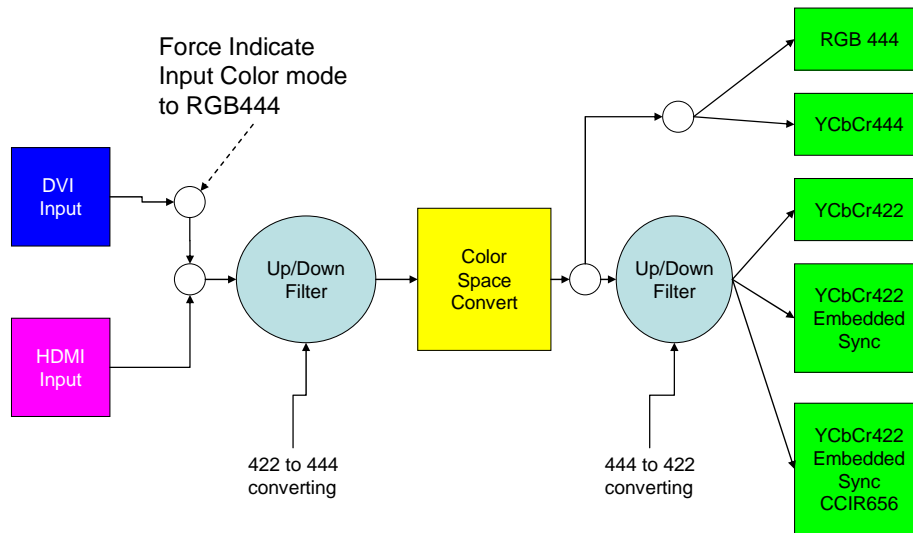 Force Indicate
Input Color mode
to RGB444
DVI
Input
HDMI
Input
Up/Down
Filter
422 to 444
converting
Color
Space
Convert
Up/Down
Filter
444 to 422
converting
RGB 444
YCbCr444
YCbCr422
YCbCr422
Embedded
Sync
YCbCr422
Embedded
Sync
CCIR656